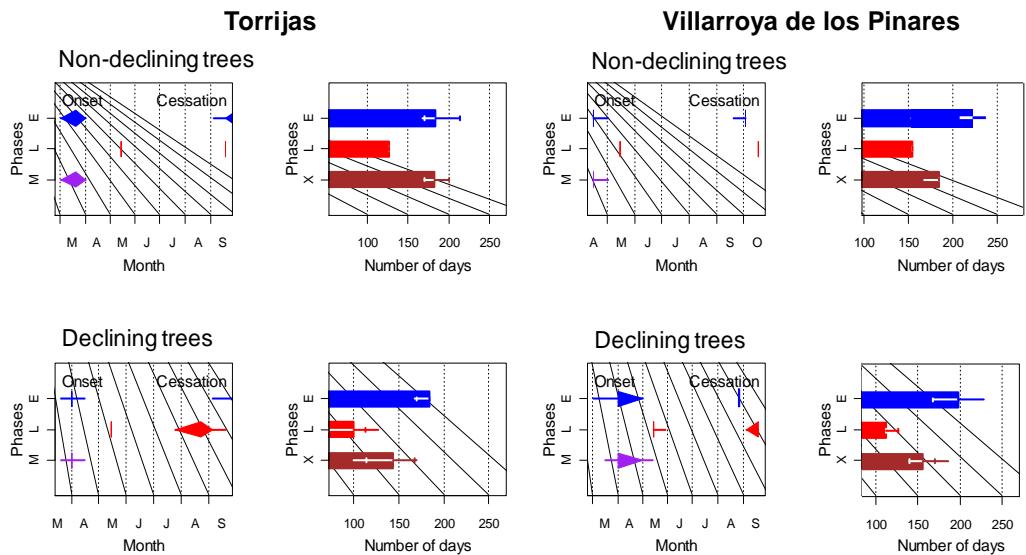 Torrijas
Villarroya de los Pinares
Non-declining trees
Non-declining trees
Onset Cessation
Phases
E
L
M
M A M J J A S
Month
E
L
X
100 150 200 250
Number of days
Onset Cessation
Phases
E
L
M
A M J J A S O
Month
E
L
X
100 150 200 250
Number of days
Declining trees
Declining trees
Onset Cessation
Phases
E
L
M
M A M J J A S
Month
E
L
X
100 150 200 250
Number of days
Onset Cessation
Phases
E
L
M
M A M J J A S
Month
Phases
E
L
X
100 150 200 250
Number of days